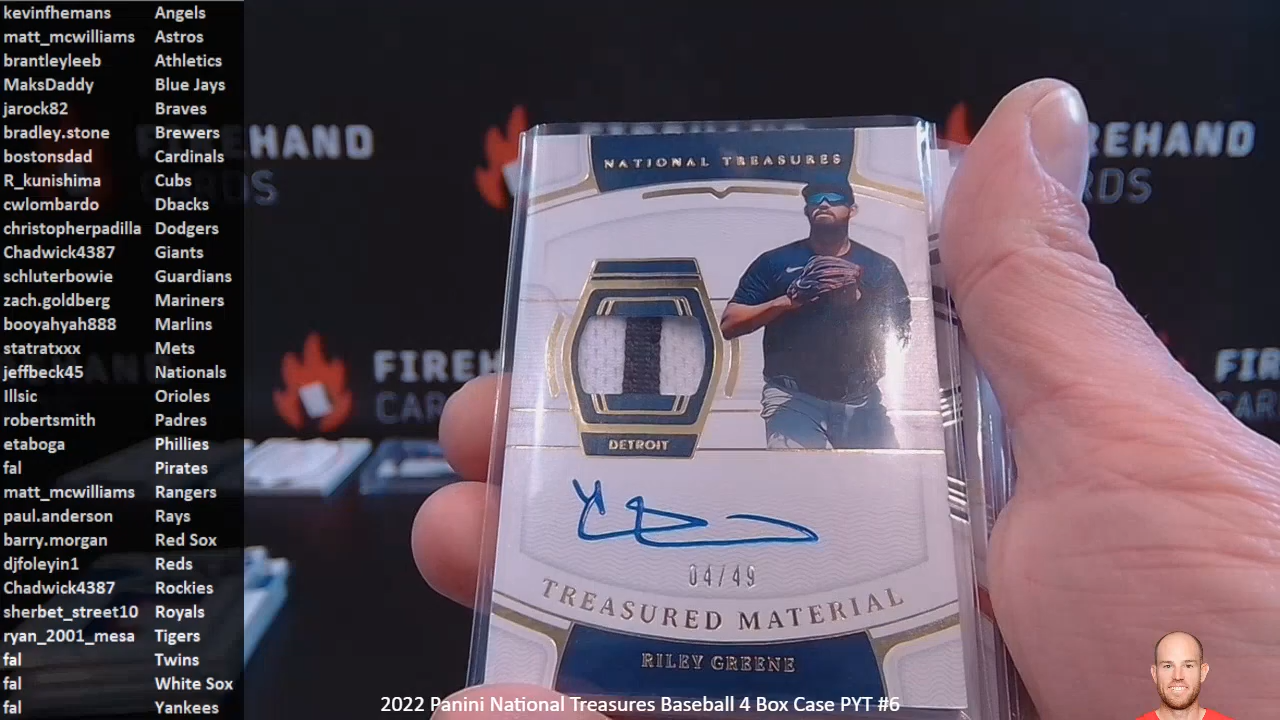 kevinfhemans Angels
matt_mcwilliams Astros
brantleyleeb Athletics
MaksDaddy Blue Jays
jarock82 Braves
bradley.stone Brewers
bostonsdad Cardinals
R_kunishima Cubs
cwlombardo Dbacks
christopherpadilla Dodgers
Chadwick4387 Giants
schluterbowie Guardians
zach.goldberg Mariners
booyahyah888 Marlins
statratxxx Mets
jeffbeck45 Nationals
Illsic Orioles
robertsmith Padres
etaboga Phillies
fal Pirates
matt_mcwilliams Rangers
paul.anderson Rays
barry.morgan Red Sox
djfoleyin1 Reds
Chadwick4387 Rockies
sherbet_street10 Royals
ryan_2001_mesa Tigers
fal Twins
fal White Sox
fal Yankees
NATIONAL TREASURES
DETROIT
04/49
TREASURED MATERIAL
RILEY GREENE
2022 Panini National Treasures Baseball 4 Box Case PYT #6